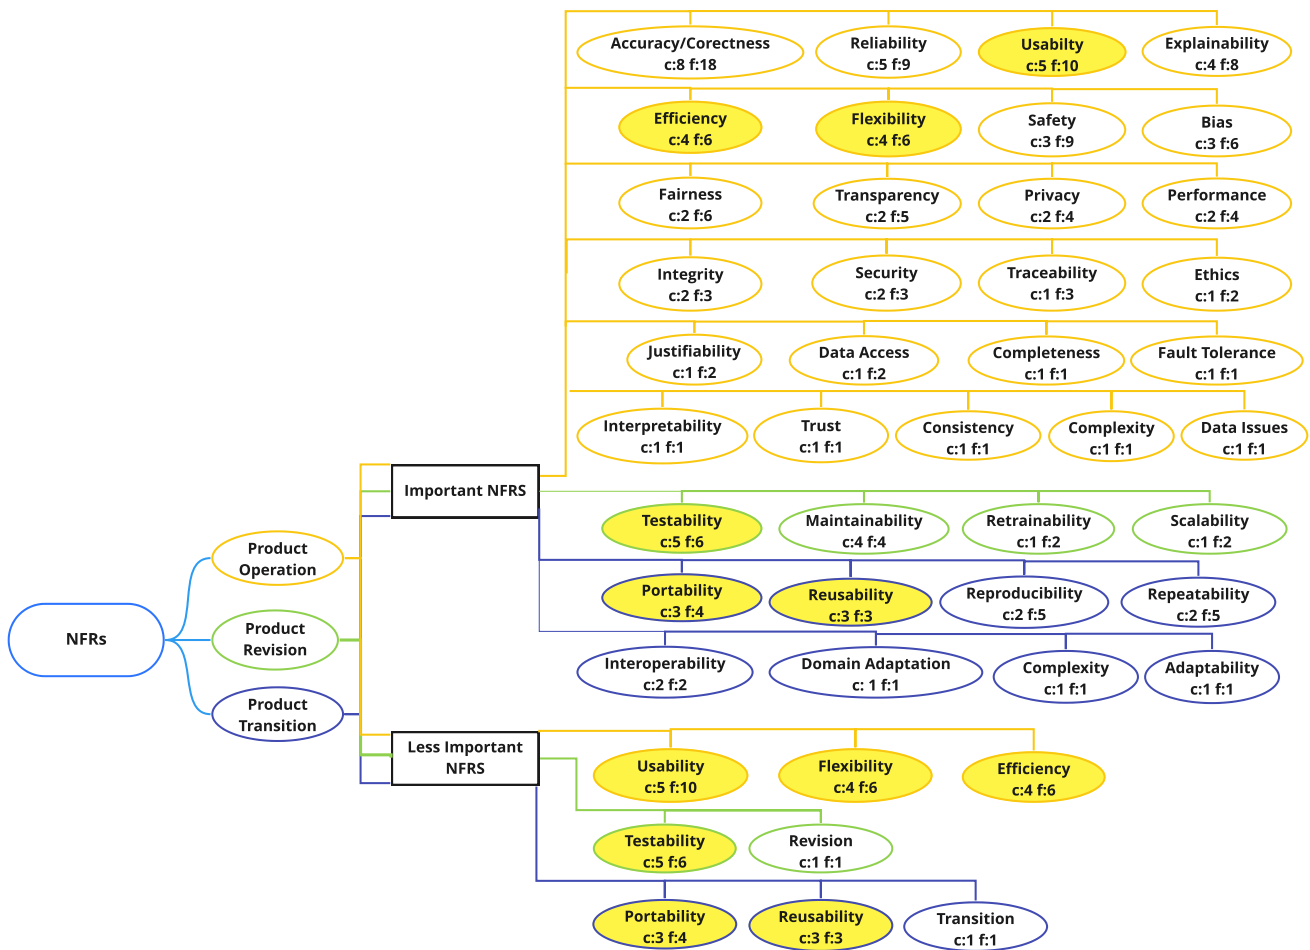 Accuracy/Corectness
c:8 f:18
Reliability
c:5 f:9
Usabilty
c:5 f:10
Explainability
c:4 f:8
Efficiency
c:4 f:6
Flexibility
c:4 f:6
Safety
c:3 f:9
Bias
c:3 f:6
Fairness
c:2 f:6
Transparency
c:2 f:5
Privacy
c:2 f:4
Performance
c:2 f:4
Integrity
c:2 f:3
Security
c:2 f:3
Traceability
c:1 f:3
Ethics
c:1 f:2
Justifiability
c:1 f:2
Data Access
c:1 f:2
Completeness
c:1 f:1
Fault Tolerance
c:1 f:1
Interpretability
c:1 f:1
Trust
c:1 f:1
Consistency
c:1 f:1
Complexity
c:1 f:1
Data Issues
c:1 f:1
Important NFRS
Testability
c:5 f:6
Maintainability
c:4 f:4
Retrainability
c:1 f:2
Scalability
c:1 f:2
Product
Operation
Portability
c:3 f:4
Reusability
c:3 f:3
Reproducibility
c:2 f:5
Repeatability
c:2 f:5
NFRs
Product
Revision
Interoperability
c:2 f:2
Domain Adaptation
c: 1 f:1
Complexity
c:1 f:1
Adaptability
c:1 f:1
Product
Transition
Less Important
NFRS
Usability
c:5 f:10
Flexibility
c:4 f:6
Efficiency
c:4 f:6
Testability
c:5 f:6
Revision
c:1 f:1
Portability
c:3 f:4
Reusability
c:3 f:3
Transition
c:1 f:1